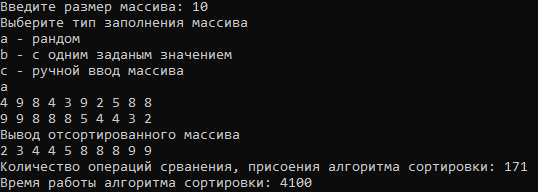 Введите размер массива: 10
Выберите тип заполнения массива
a - рандом
b - с одним заданым значением
c - ручной ввод массива
a
4 9 8 4 3 9 2 5 8 8
9 9 8 8 8 5 4 4 3 2
Вывод отсортированного массива
2 3 4 4 5 8 8 8 9 9
Количество операций срванения, присоения алгоритма сортировки: 171
Время работы алгоритма сортировки: 4100